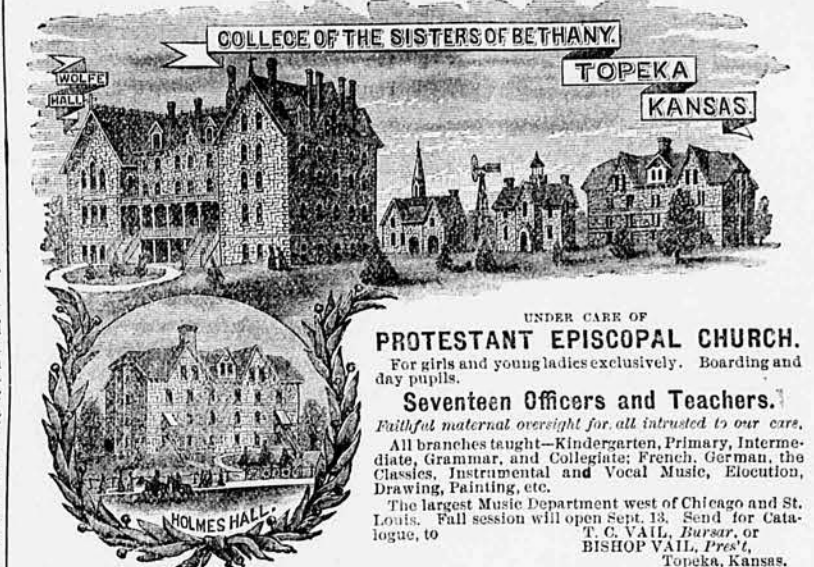 COLLEGE OF THE SISTERS OF BETHANY.
TOPEKA
KANSAS.
WOLFE
HALL
HOLMES HALL.
UNDER CARE OF
PROTESTANT EPISCOPAL CHURCH.
For girls and young ladies exclusively. Boarding and
day pupils.
Seventeen Officers and Teachers.
Faithful maternal oversight for all intrusted to our care.
All branches taught—Kindergarten, Primary, Interme-
diate, Grammar, and Collegiate; French, German, the
Classics, Instrumental and Vocal Music, Elocution,
Drawing, Painting, etc.
The largest Music Department west of Chicago and St.
Louis. Fall session will open Sept. 13. Send for Cata-
logue, to T. C. VAIL, Bursar, or
BISHOP VAIL, Pres't,
Topeka, Kansas.